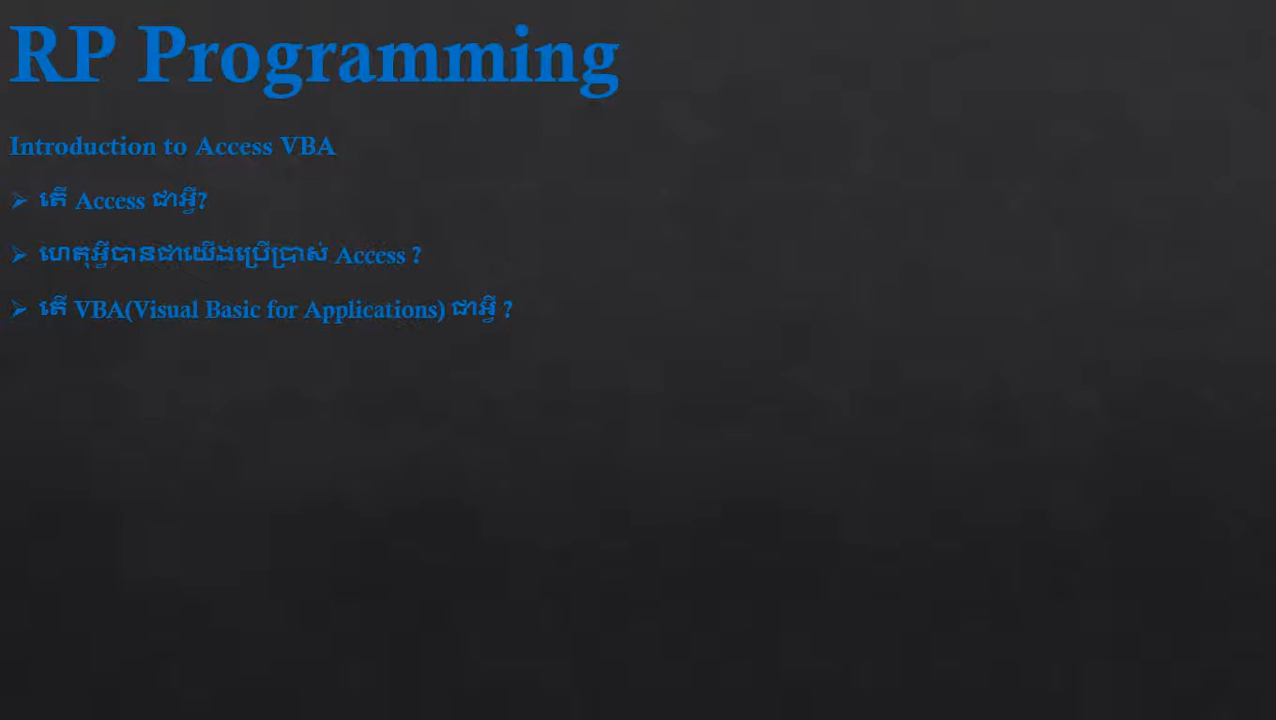 RP Programming
Introduction to Access VBA
➢ តើ Access ជាអ្វី?
➢ ហេតុអ្វីបានជាយើងប្រើប្រាស់ Access ?
➢ តើ VBA(Visual Basic for Applications) ជាអ្វី ?